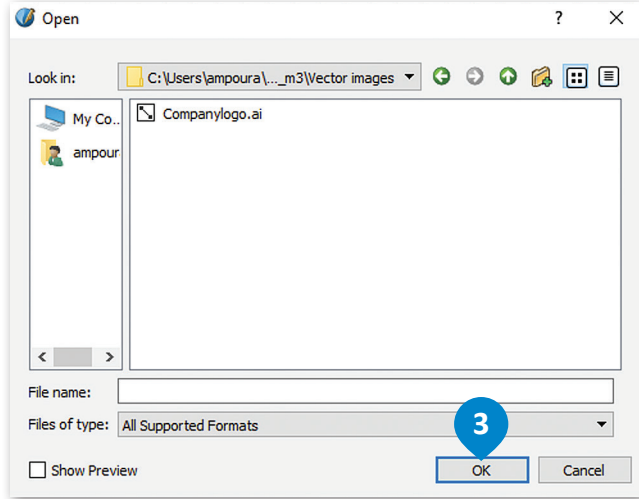 Open
?
Look in: C:\Users\ampoura\..._m3\Vector images
My Co..
ampour
Companylogo.ai
File name:
Files of type: All Supported Formats
3
Show Preview
OK
Cancel